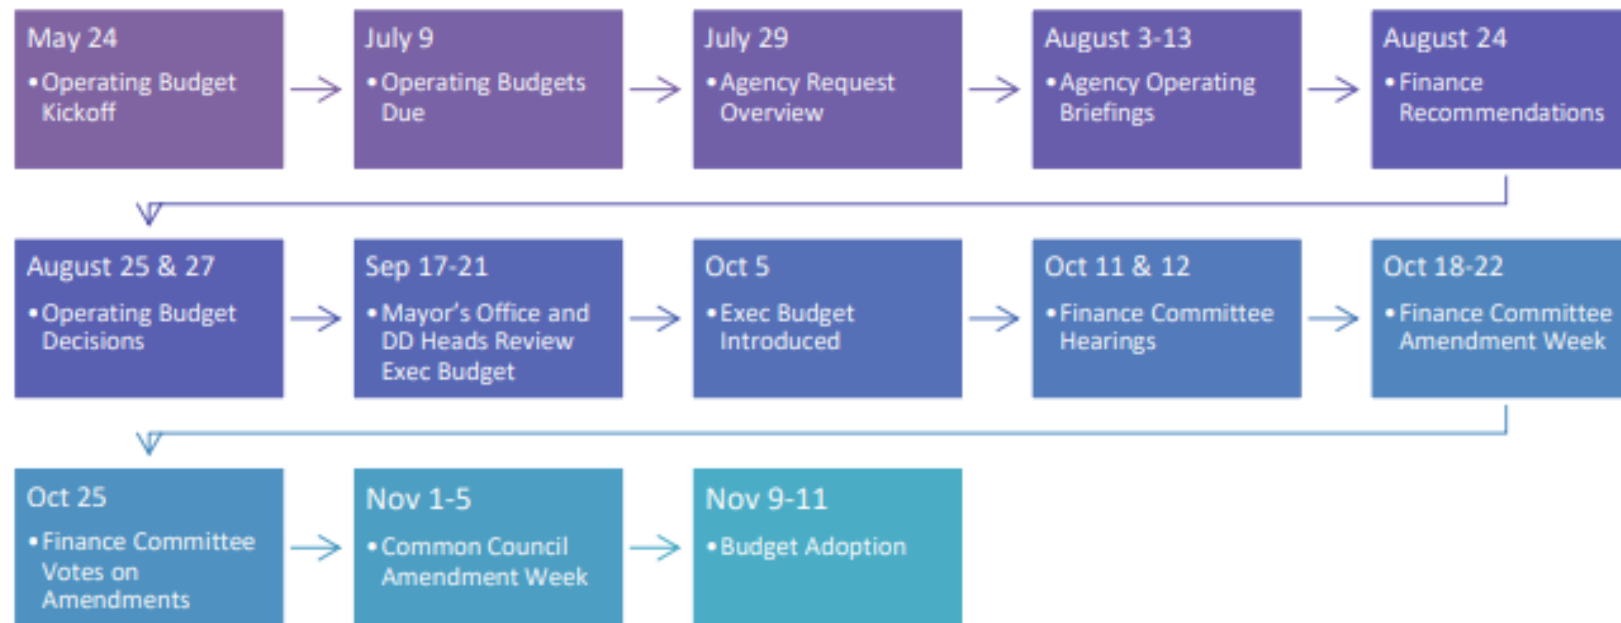 May 24
•Operating Budget
Kickoff
July 9
•Operating Budgets
Due
July 29
•Agency Request
Overview
August 3-13
•Agency Operating
Briefings
August 24
•Finance
Recommendations
August 25 & 27
•Operating Budget
Decisions
Sep 17-21
•Mayor's Office and
DD Heads Review
Exec Budget
Oct 5
•Exec Budget
Introduced
Oct 11 & 12
•Finance Committee
Hearings
Oct 18-22
•Finance Committee
Amendment Week
Oct 25
•Finance Committee
Votes on
Amendments
Nov 1-5
•Common Council
Amendment Week
Nov 9-11
•Budget Adoption